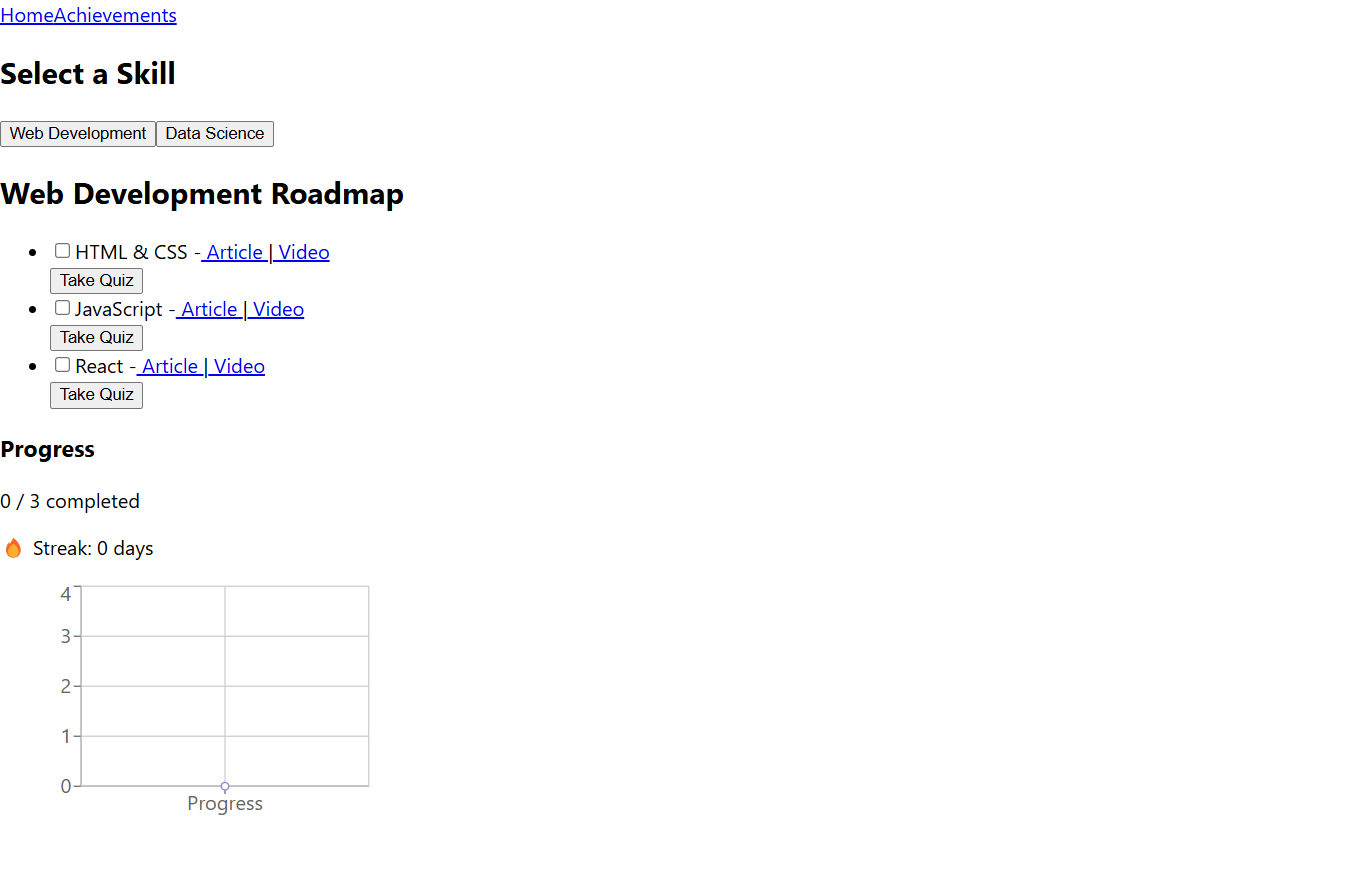 HomeAchievements
Select a Skill
Web Development Data Science
Web Development Roadmap
HTML & CSS - Article | Video
Take Quiz
JavaScript - Article | Video
Take Quiz
React - Article | Video
Take Quiz
Progress
0 / 3 completed
🔥 Streak: 0 days
4
3
2
1
0
Progress